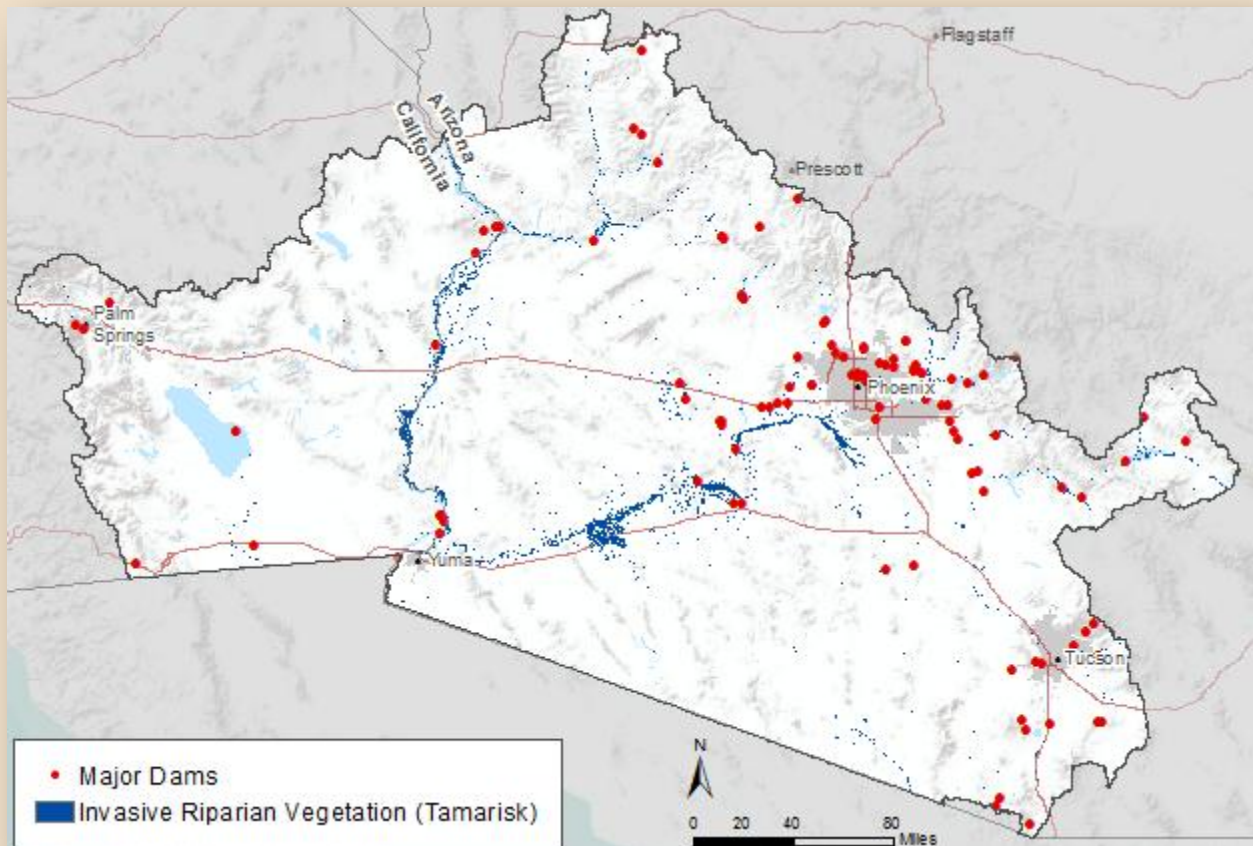 Flagstaff
Arizona
California
Prescott
Palm
Springs
Phoenix
Yuma
Tucson
Major Dams
Invasive Riparian Vegetation (Tamarisk)
N
0 20 40 80
Miles